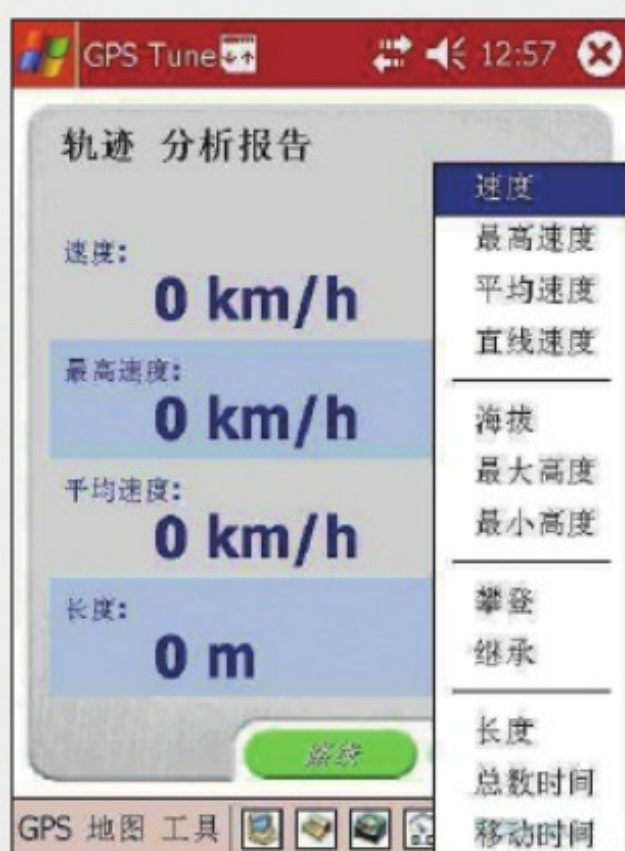 GPS Tune
12:57
轨迹 分析报告
速度:
0 km/h
最高速度:
0 km/h
平均速度:
0 km/h
长度:
0 m
路线
速度
最高速度
平均速度
直线速度
海拔
最大高度
最小高度
攀登
继承
长度
总数时间
移动时间
GPS 地图 工具